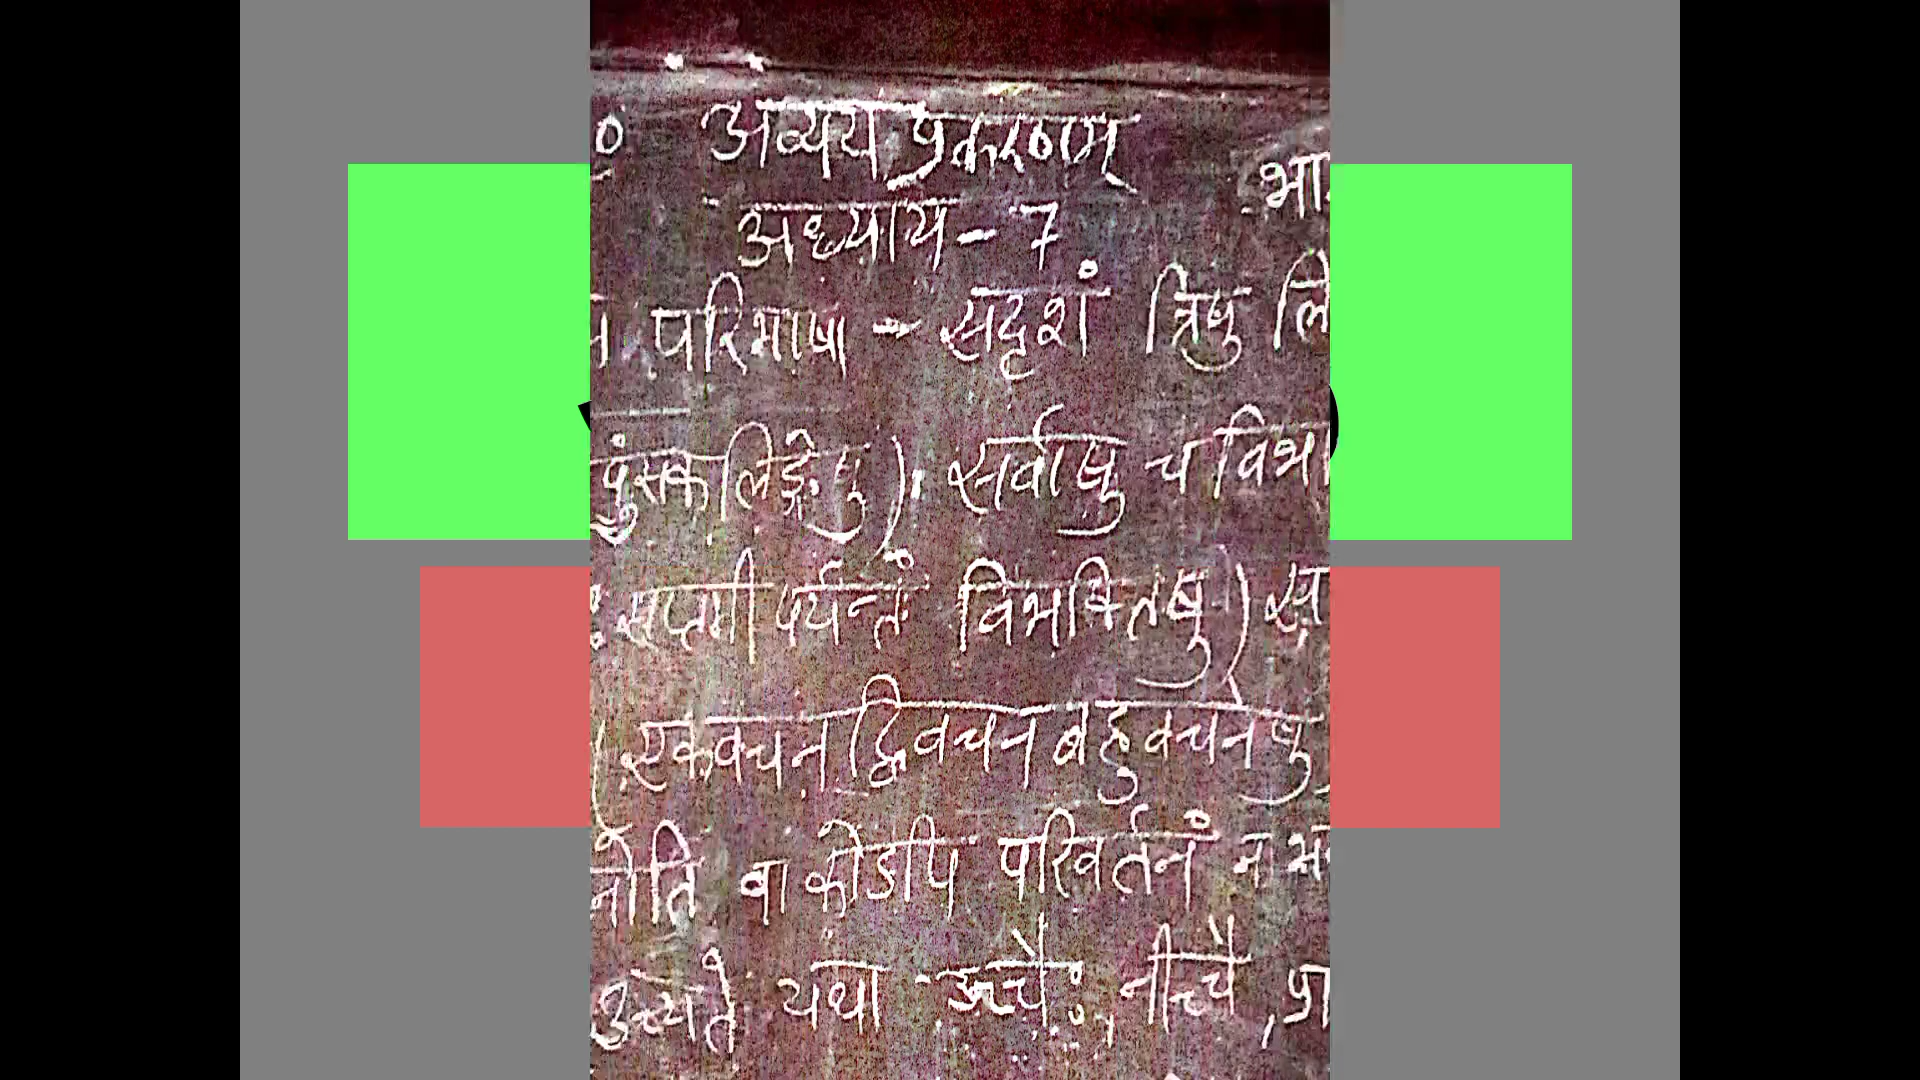 ० अव्यय प्रकरणम्
अध्याय - 7
परिभाषा - सदृशं त्रिषु लि
पुंसकलिङ्गेषु) सर्वाषु च विभ
: सप्तमी पर्यन्तं विभक्तिषु)
(एकवचन द्विवचन बहुवचनेषु
नोति वा कोऽपि परिवर्तनं न भ
उच्यते यथा - उच्चैः, नीच्चै, प्र